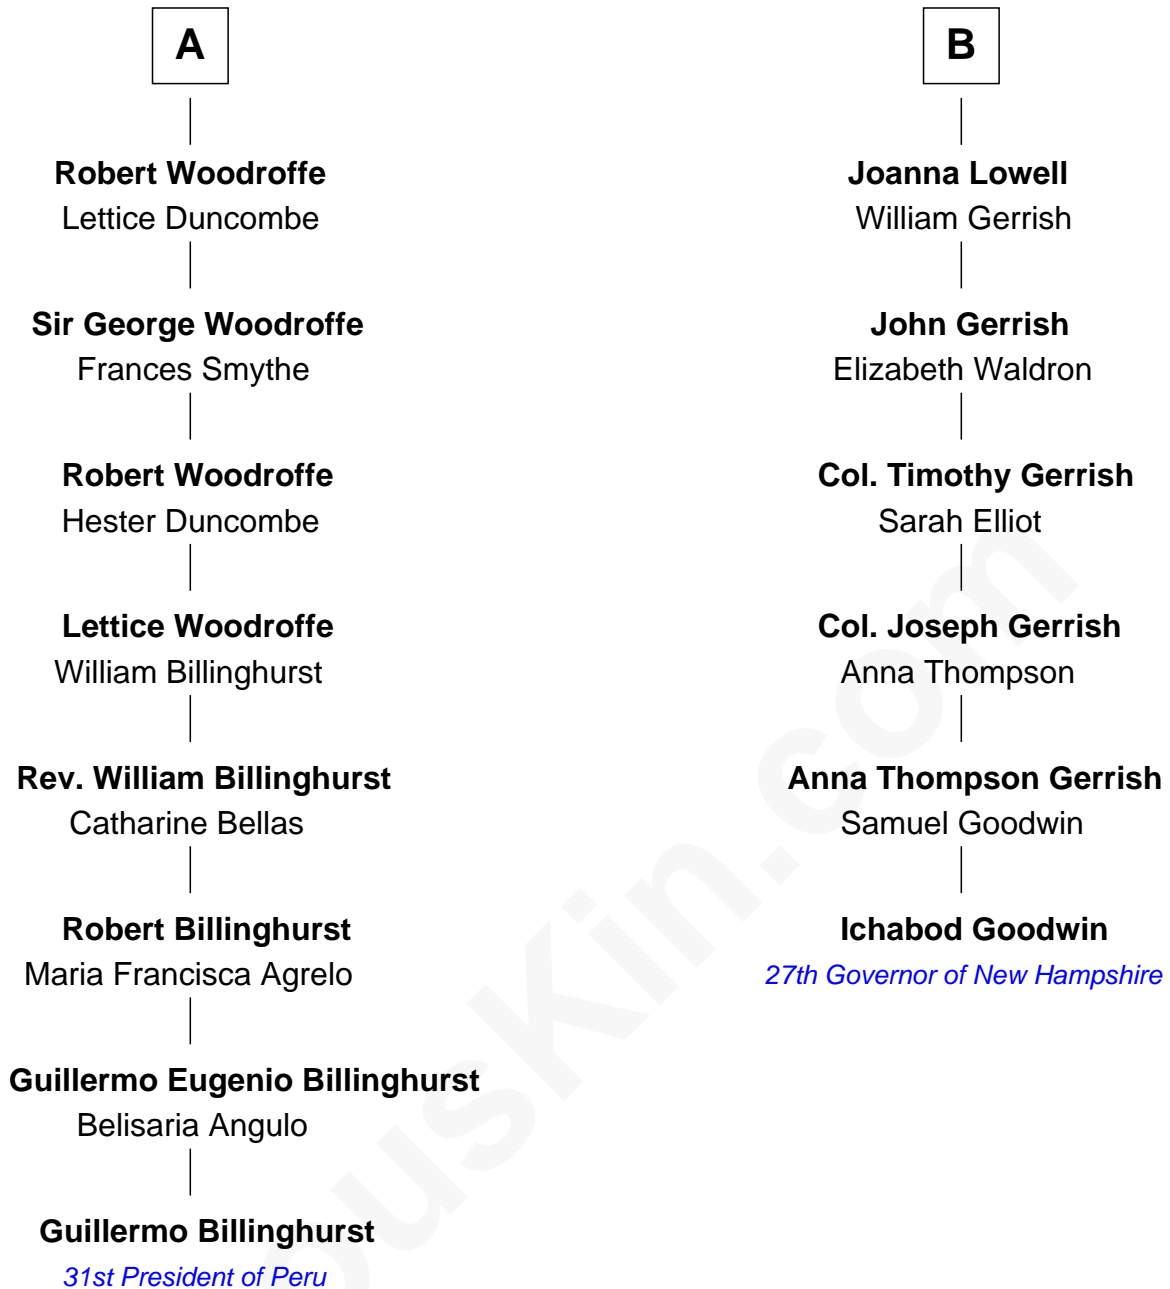 A
Robert Woodroffe
Lettice Duncombe
Sir George Woodroffe
Frances Smythe
Robert Woodroffe
Hester Duncombe
Lettice Woodroffe
William Billinghurst
Rev. William Billinghurst
Catharine Bellas
Robert Billinghurst
Maria Francisca Agrelo
Guillermo Eugenio Billinghurst
Belisaria Angulo
Guillermo Billinghurst
31st President of Peru
B
Joanna Lowell
William Gerrish
John Gerrish
Elizabeth Waldron
Col. Timothy Gerrish
Sarah Elliot
Col. Joseph Gerrish
Anna Thompson
Anna Thompson Gerrish
Samuel Goodwin
Ichabod Goodwin
27th Governor of New Hampshire
ousKin.com